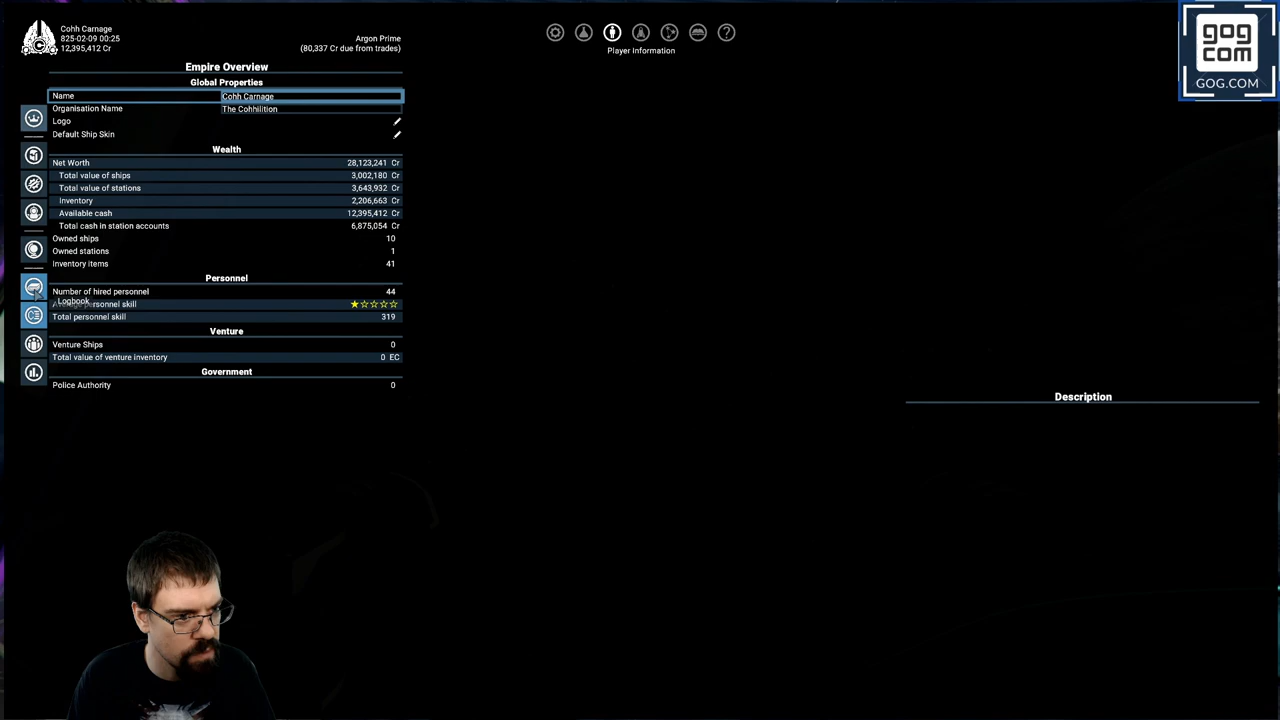 Cohh Carnage
825-02-09 00:25
12,395,412 Cr
Argon Prime
(80,337 Cr due from trades)
Player Information
gog
com
GOG.COM
Empire Overview
Global Properties
Name Cohh Carnage
Organisation Name The Cohhilition
Logo
Default Ship Skin
Wealth
Net Worth 28,123,241 Cr
Total value of ships 3,002,180 Cr
Total value of stations 3,643,932 Cr
Inventory 2,206,663 Cr
Available cash 12,395,412 Cr
Total cash in station accounts 6,875,054 Cr
Owned ships 10
Owned stations 1
Inventory items 41
Personnel
Number of hired personnel 44
Logbook
personnel skill
Total personnel skill 319
Venture
Venture Ships 0
Total value of venture inventory 0 EC
Government
Police Authority 0
Description